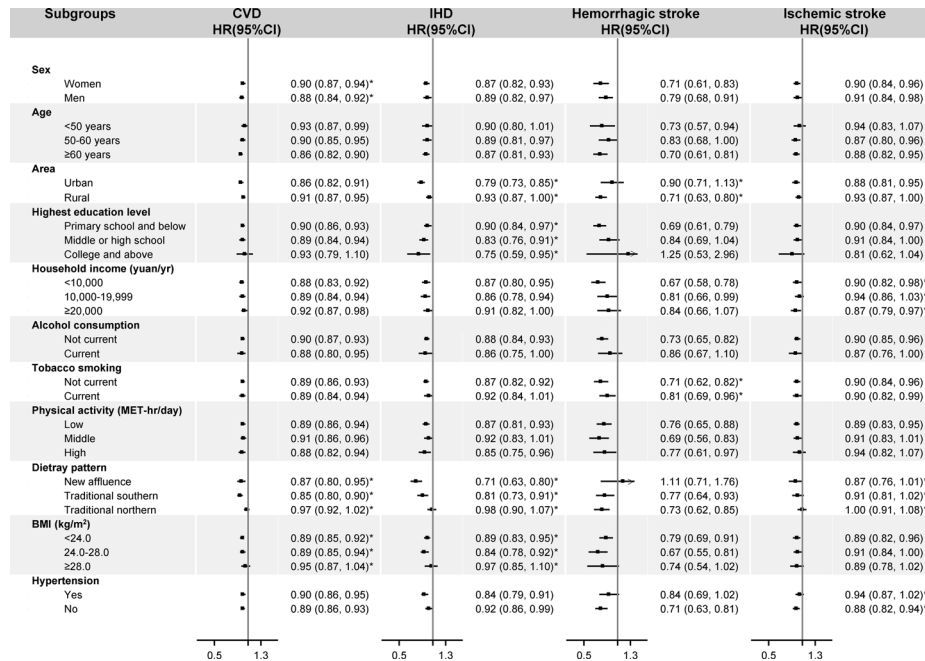 Subgroups CVD IHD Hemorrhagic stroke Ischemic stroke
HR(95%CI) HR(95%CI) HR(95%CI) HR(95%CI)
Sex
Women 0.90 (0.87, 0.94)* 0.87 (0.82, 0.93) 0.71 (0.61, 0.83) 0.90 (0.84, 0.96)
Men 0.88 (0.84, 0.92)* 0.89 (0.82, 0.97) 0.79 (0.68, 0.91) 0.91 (0.84, 0.98)
Age
<50 years 0.93 (0.87, 0.99) 0.90 (0.80, 1.01) 0.73 (0.57, 0.94) 0.94 (0.83, 1.07)
50-60 years 0.90 (0.85, 0.95) 0.89 (0.81, 0.97) 0.83 (0.68, 1.00) 0.87 (0.80, 0.96)
≥60 years 0.86 (0.82, 0.90) 0.87 (0.81, 0.93) 0.70 (0.61, 0.81) 0.88 (0.82, 0.95)
Area
Urban 0.86 (0.82, 0.91) 0.79 (0.73, 0.85)* 0.90 (0.71, 1.13)* 0.88 (0.81, 0.95)
Rural 0.91 (0.87, 0.95) 0.93 (0.87, 1.00)* 0.71 (0.63, 0.80)* 0.93 (0.87, 1.00)
Highest education level
Primary school and below 0.90 (0.86, 0.93) 0.90 (0.84, 0.97)* 0.69 (0.61, 0.79) 0.90 (0.84, 0.97)
Middle or high school 0.89 (0.84, 0.94) 0.83 (0.76, 0.91)* 0.84 (0.69, 1.04) 0.91 (0.84, 1.00)
College and above 0.93 (0.79, 1.10) 0.75 (0.59, 0.95)* 1.25 (0.53, 2.96) 0.81 (0.62, 1.04)
Household income (yuan/yr)
<10,000 0.88 (0.83, 0.92) 0.87 (0.80, 0.95) 0.67 (0.58, 0.78) 0.90 (0.82, 0.98)*
10,000-19,999 0.89 (0.84, 0.94) 0.86 (0.78, 0.94) 0.81 (0.66, 0.99) 0.94 (0.86, 1.03)*
≥20,000 0.92 (0.87, 0.98) 0.91 (0.82, 1.00) 0.84 (0.66, 1.07) 0.87 (0.79, 0.97)*
Alcohol consumption
Not current 0.90 (0.87, 0.93) 0.88 (0.84, 0.93) 0.73 (0.65, 0.82) 0.90 (0.85, 0.96)
Current 0.88 (0.80, 0.95) 0.86 (0.75, 1.00) 0.86 (0.67, 1.10) 0.87 (0.76, 1.00)
Tobacco smoking
Not current 0.89 (0.86, 0.93) 0.87 (0.82, 0.92) 0.71 (0.62, 0.82)* 0.90 (0.84, 0.96)
Current 0.89 (0.84, 0.94) 0.92 (0.84, 1.01) 0.81 (0.69, 0.96)* 0.90 (0.82, 0.99)
Physical activity (MET-hr/day)
Low 0.89 (0.86, 0.94) 0.87 (0.81, 0.93) 0.76 (0.65, 0.88) 0.89 (0.83, 0.95)
Middle 0.91 (0.86, 0.96) 0.92 (0.83, 1.01) 0.69 (0.56, 0.83) 0.91 (0.83, 1.01)
High 0.88 (0.82, 0.94) 0.85 (0.75, 0.96) 0.77 (0.61, 0.97) 0.94 (0.82, 1.07)
Dietray pattern
New affluence 0.87 (0.80, 0.95)* 0.71 (0.63, 0.80)* 1.11 (0.71, 1.76) 0.87 (0.76, 1.01)*
Traditional southern 0.85 (0.80, 0.90)* 0.81 (0.73, 0.91)* 0.77 (0.64, 0.93) 0.91 (0.81, 1.02)*
Traditional northern 0.97 (0.92, 1.02)* 0.98 (0.90, 1.07)* 0.73 (0.62, 0.85) 1.00 (0.91, 1.08)*
BMI (kg/m²)
<24.0 0.89 (0.85, 0.92)* 0.89 (0.83, 0.95)* 0.79 (0.69, 0.91) 0.89 (0.82, 0.96)
24.0-28.0 0.89 (0.85, 0.94)* 0.84 (0.78, 0.92)* 0.67 (0.55, 0.81) 0.91 (0.84, 1.00)
≥28.0 0.95 (0.87, 1.04)* 0.97 (0.85, 1.10)* 0.74 (0.54, 1.02) 0.89 (0.78, 1.02)
Hypertension
Yes 0.90 (0.86, 0.95) 0.84 (0.79, 0.91) 0.84 (0.69, 1.02) 0.94 (0.87, 1.02)*
No 0.89 (0.86, 0.93) 0.92 (0.86, 0.99) 0.71 (0.63, 0.81) 0.88 (0.82, 0.94)*
0.5 1 1.3 0.5 1 1.3 0.5 1 1.3 0.5 1 1.3